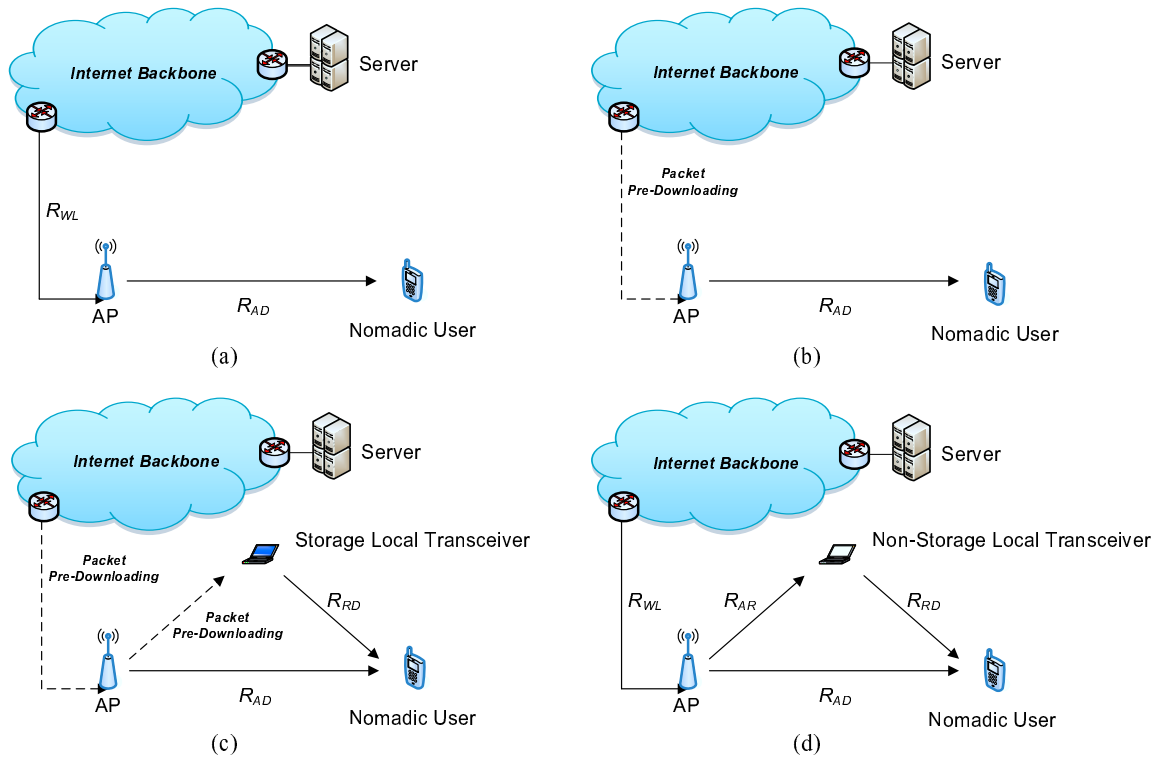 Internet Backbone
Server
R_WL
AP
R_AD
Nomadic User
(a)
Internet Backbone
Server
Packet
Pre-Downloading
AP
R_AD
Nomadic User
(b)
Internet Backbone
Server
Storage Local Transceiver
Packet
Pre-Downloading
Packet
Pre-Downloading
R_RD
AP
R_AD
Nomadic User
(c)
Internet Backbone
Server
Non-Storage Local Transceiver
R_WL
R_AR
R_RD
AP
R_AD
Nomadic User
(d)